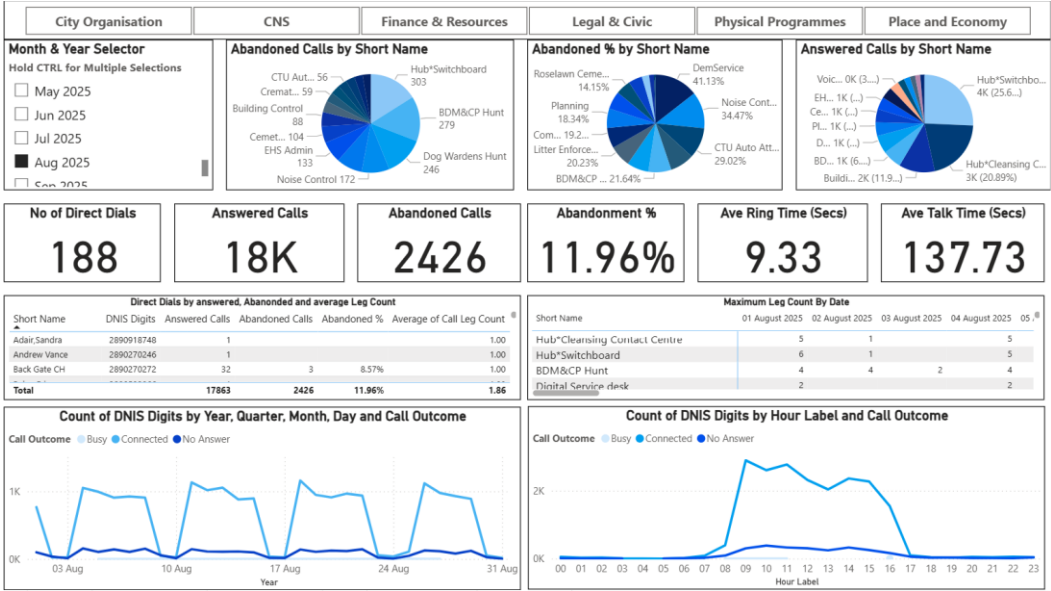 City Organisation
CNS
Finance & Resources
Legal & Civic
Physical Programmes
Place and Economy
Month & Year Selector
Hold CTRL for Multiple Selections
May 2025
Jun 2025
Jul 2025
Aug 2025
Sep 2025
Abandoned Calls by Short Name
CTU Aut... 56
Cremat... 59
Building Control
88
Cemet... 104
EHS Admin
133
Noise Control 172
Hub*Switchboard
303
BDM&CP Hunt
279
Dog Wardens Hunt
246
Abandoned % by Short Name
Roselawn Ceme...
14.15%
Planning
18.34%
Com... 19.2...
Litter Enforce...
20.23%
BDM&CP ... 21.64%
DemService
41.13%
Noise Cont...
34.47%
CTU Auto Att...
29.02%
Answered Calls by Short Name
Voic... 0K (3....)
EH... 1K (...)
Ce... 1K (...)
Pl... 1K (...)
D... 1K (...)
BD... 1K (6....)
Buildi... 2K (11.9...)
Hub*Switchbo...
4K (25.6...)
Hub*Cleansing C...
3K (20.89%)
No of Direct Dials
188
Answered Calls
18K
Abandoned Calls
2426
Abandonment %
11.96%
Ave Ring Time (Secs)
9.33
Ave Talk Time (Secs)
137.73
Direct Dials by answered, Abanonded and average Leg Count
Short Name DNIS Digits Answered Calls Abandoned Calls Abandoned % Average of Call Leg Count
Adair,Sandra 2890918748 1 1.00
Andrew Vance 2890270246 1 1.00
Back Gate CH 2890270272 32 3 8.57% 1.00
Total 17863 2426 11.96% 1.86
Maximum Leg Count By Date
Short Name 01 August 2025 02 August 2025 03 August 2025 04 August 2025 05
Hub*Cleansing Contact Centre 5 1 5
Hub*Switchboard 6 1 5
BDM&CP Hunt 4 4 2 4
Digital Service desk 2 2
Count of DNIS Digits by Year, Quarter, Month, Day and Call Outcome
Call Outcome Busy Connected No Answer
1K
0K
03 Aug 10 Aug 17 Aug 24 Aug 31 Aug
Year
Count of DNIS Digits by Hour Label and Call Outcome
Call Outcome Busy Connected No Answer
2K
0K
00 01 02 03 04 05 06 07 08 09 10 11 12 13 14 15 16 17 18 19 20 21 22 23
Hour Label